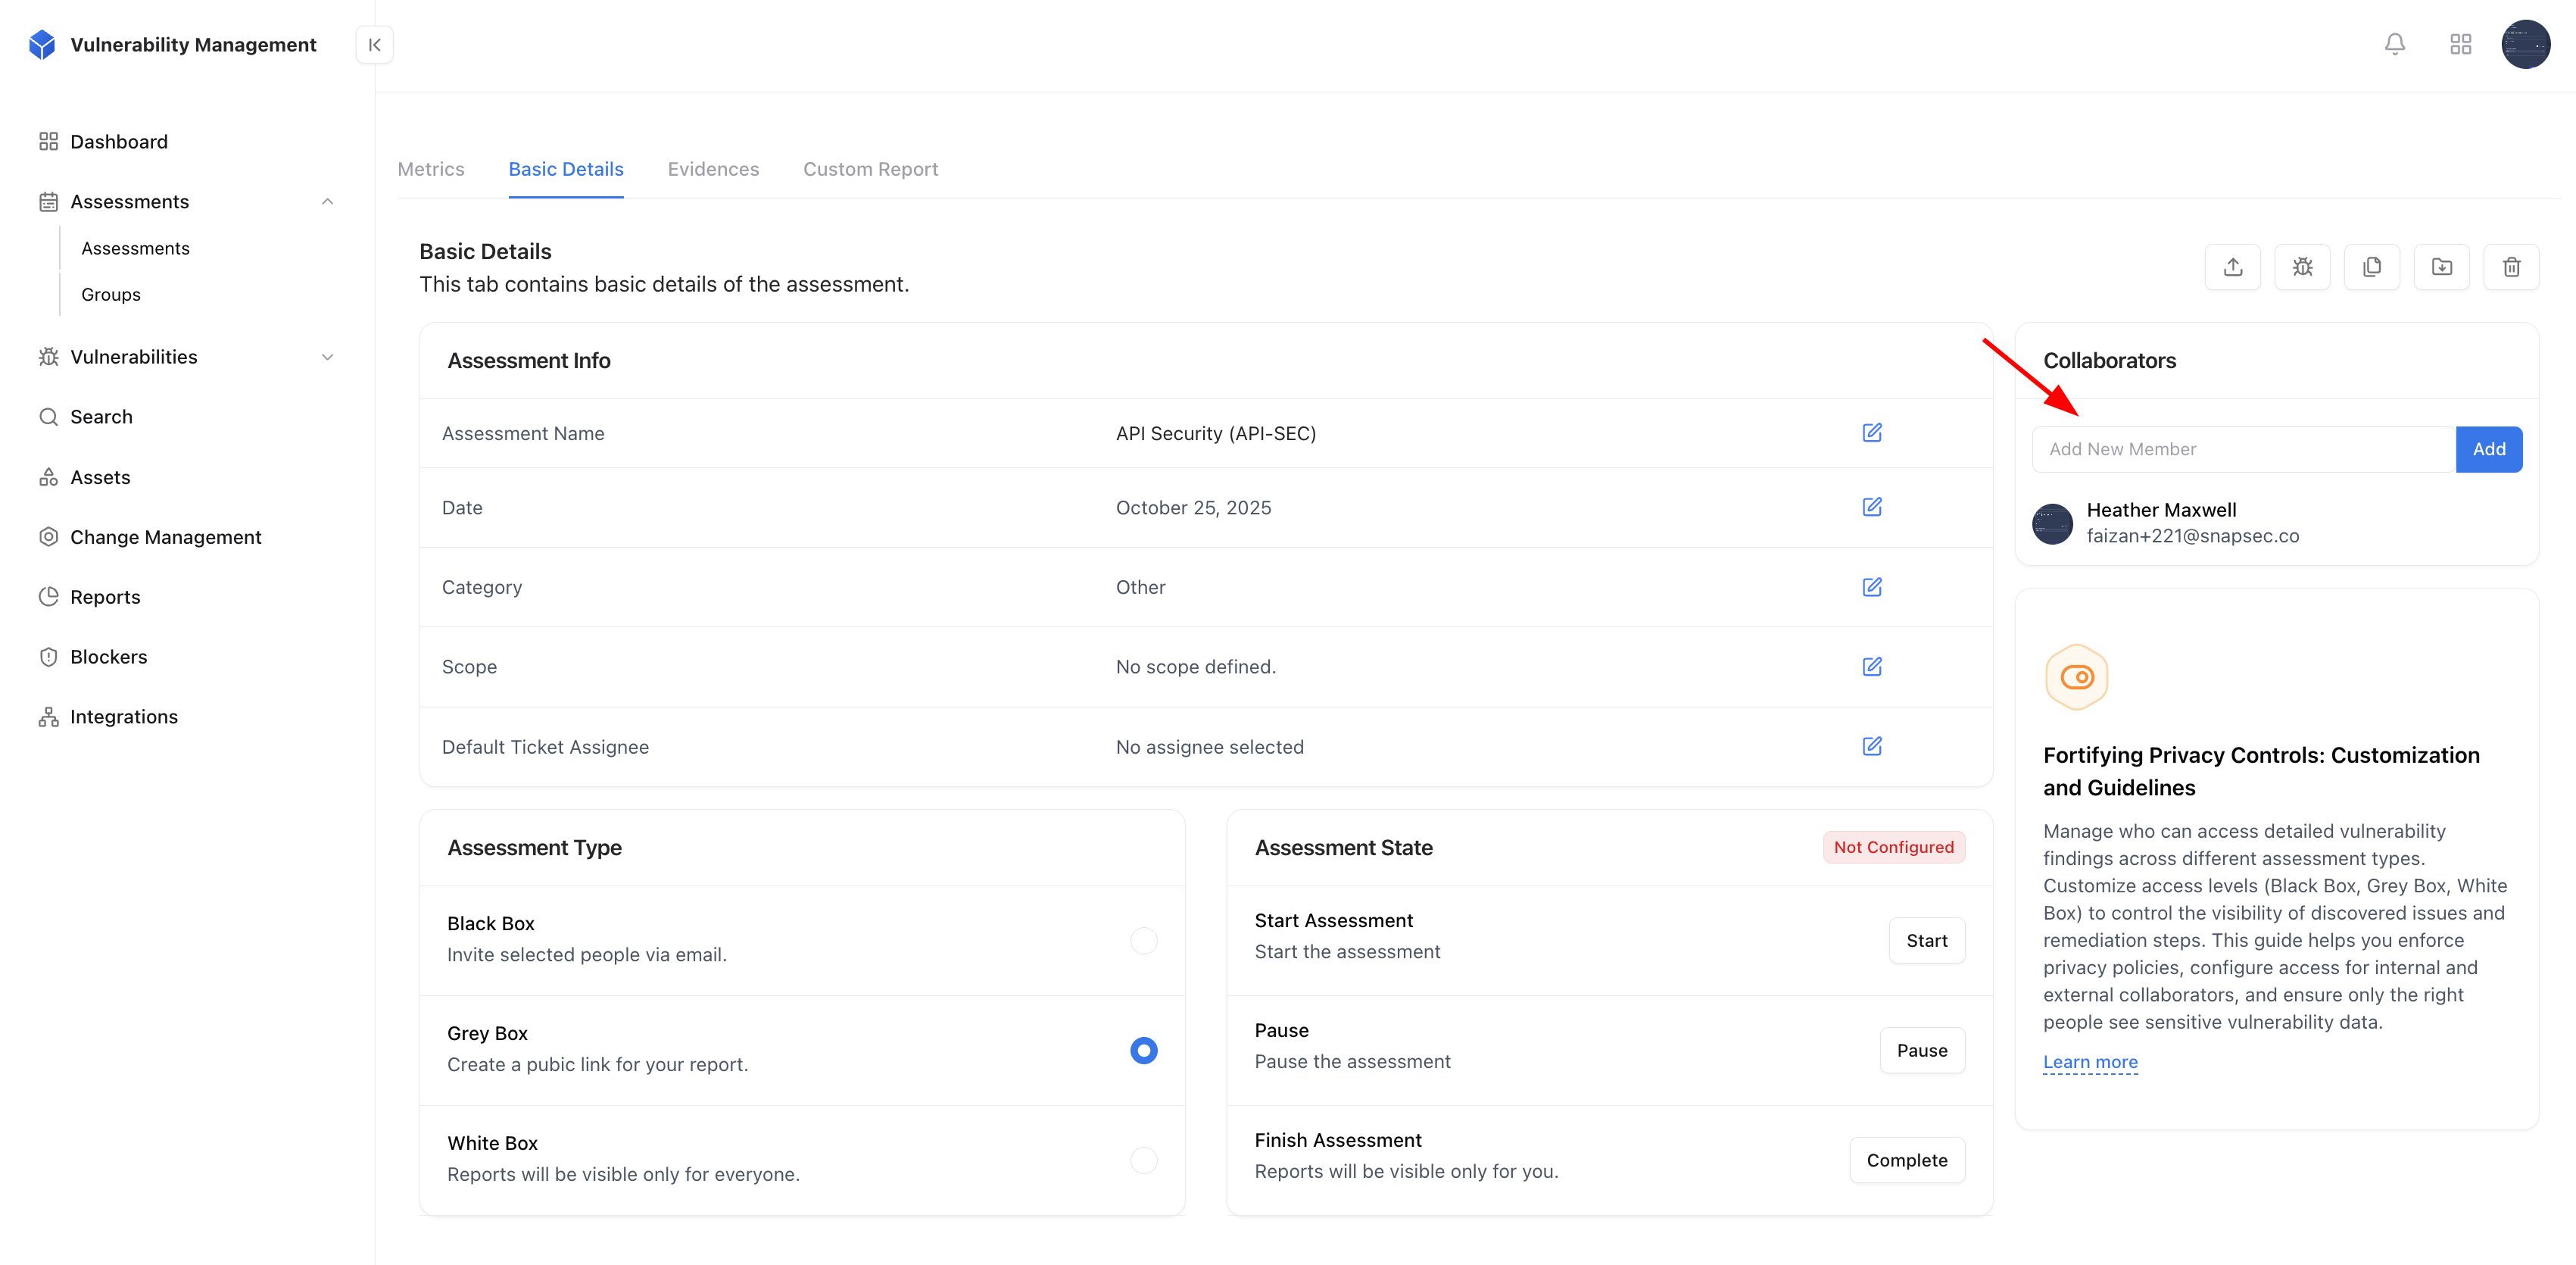 Vulnerability Management
Dashboard
Assessments
Assessments
Groups
Vulnerabilities
Search
Assets
Change Management
Reports
Blockers
Integrations
Metrics
Basic Details
Evidences
Custom Report
Basic Details
This tab contains basic details of the assessment.
Assessment Info
Assessment Name
API Security (API-SEC)
Date
October 25, 2025
Category
Other
Scope
No scope defined.
Default Ticket Assignee
No assignee selected
Assessment Type
Black Box
Invite selected people via email.
Grey Box
Create a pubic link for your report.
White Box
Reports will be visible only for everyone.
Assessment State
Not Configured
Start Assessment
Start the assessment
Start
Pause
Pause the assessment
Pause
Finish Assessment
Reports will be visible only for you.
Complete
Collaborators
Add New Member
Add
Heather Maxwell
faizan+221@snapsec.co
Fortifying Privacy Controls: Customization
and Guidelines
Manage who can access detailed vulnerability
findings across different assessment types.
Customize access levels (Black Box, Grey Box, White
Box) to control the visibility of discovered issues and
remediation steps. This guide helps you enforce
privacy policies, configure access for internal and
external collaborators, and ensure only the right
people see sensitive vulnerability data.
Learn more